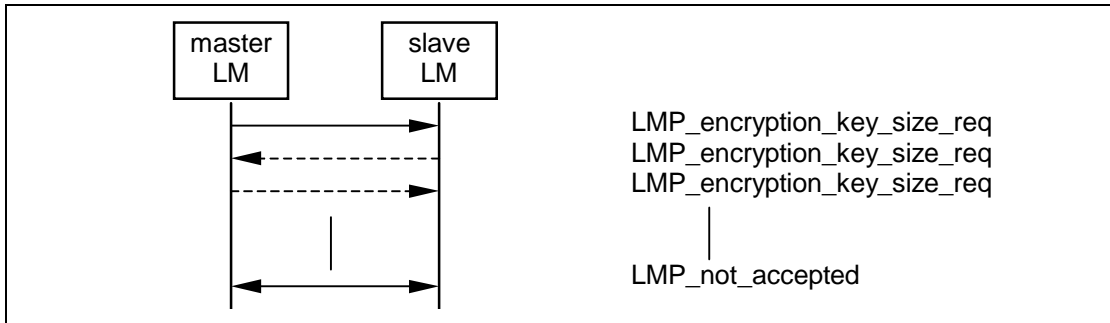 master
LM
slave
LM
LMP_encryption_key_size_req
LMP_encryption_key_size_req
LMP_encryption_key_size_req
LMP_not_accepted